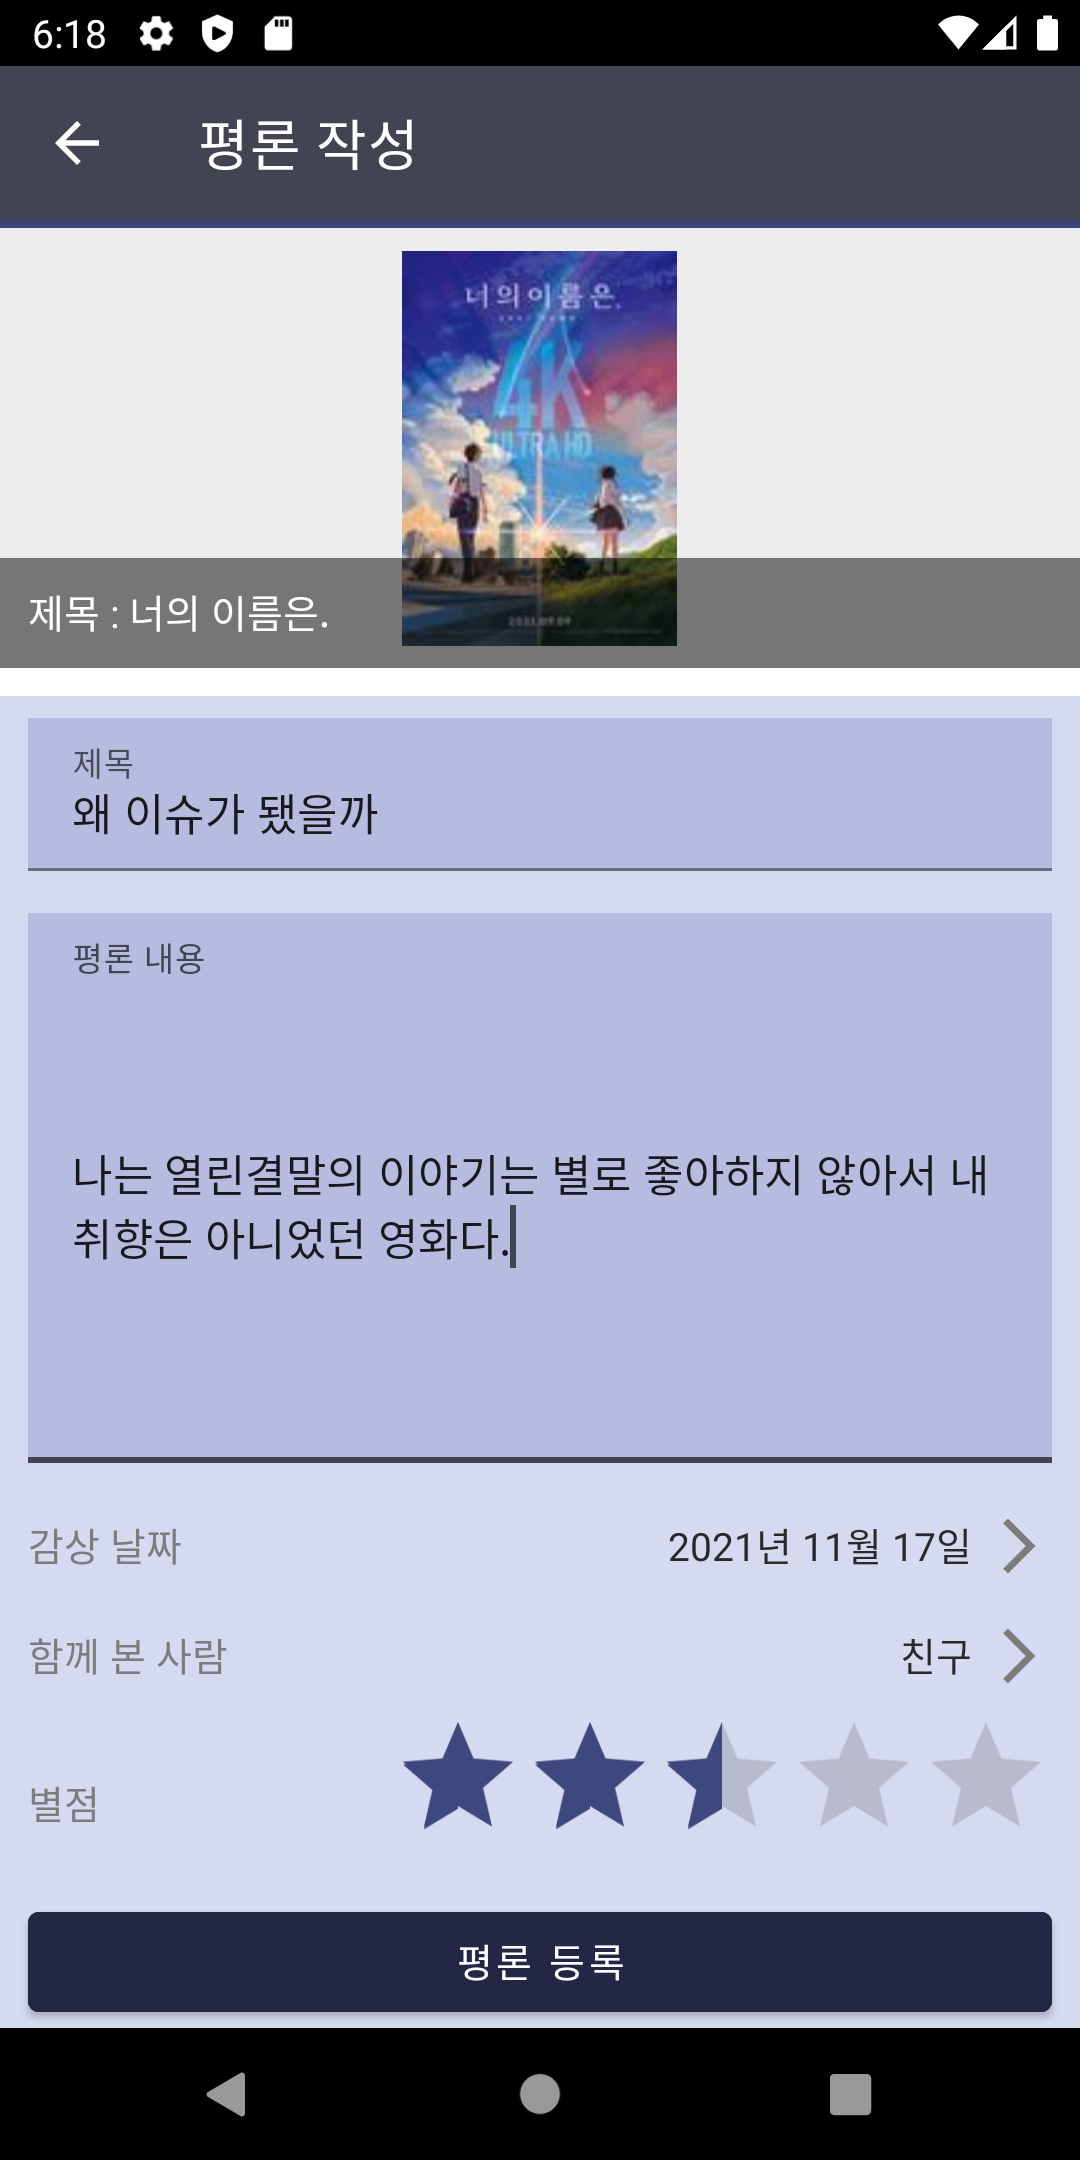 6:18
평론 작성
너의이름은.
4K
ULTRA HD
2021.09.09
제목 : 너의 이름은.
제목
왜 이슈가 됐을까
평론 내용
나는 열린결말의 이야기는 별로 좋아하지 않아서 내
취향은 아니었던 영화다.
감상 날짜
2021년 11월 17일
함께 본 사람
친구
별점
평론 등록